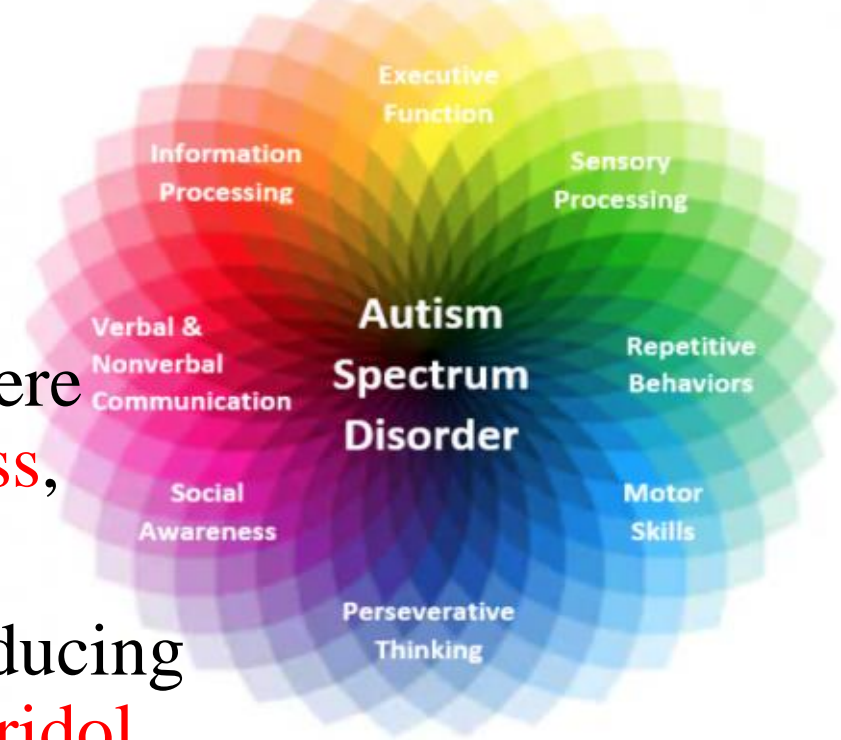 Executive
Function
Information
Processing
Sensory
Processing
Autism
Spectrum
Disorder
Verbal &
Nonverbal
Communication
Repetitive
Behaviors
ere
ss,
Social
Awareness
Motor
Skills
Perseverative
Thinking
ducing
ridol